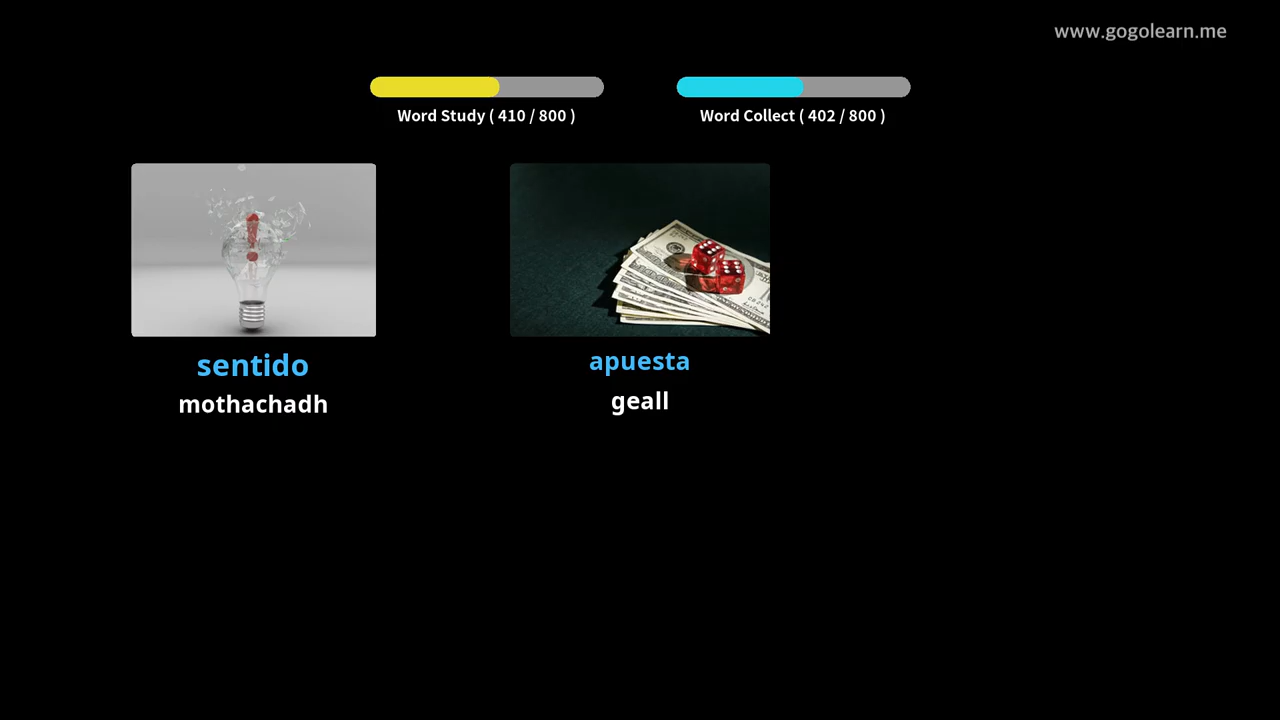 www.gogolearn.me
Word Study ( 410 / 800 )
Word Collect ( 402 / 800 )
sentido
mothachadh
apuesta
geall